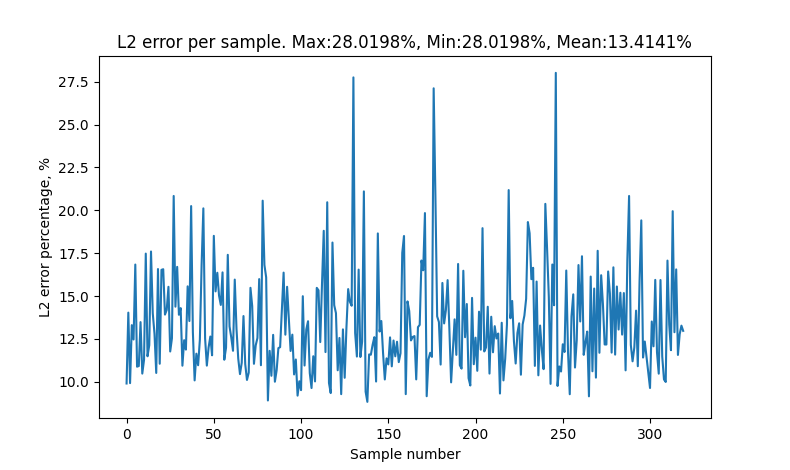 L2 error per sample. Max:28.0198%, Min:28.0198%, Mean:13.4141%
27.5
25.0
22.5
20.0
17.5
15.0
12.5
10.0
L2 error percentage, %
0 50 100 150 200 250 300
Sample number